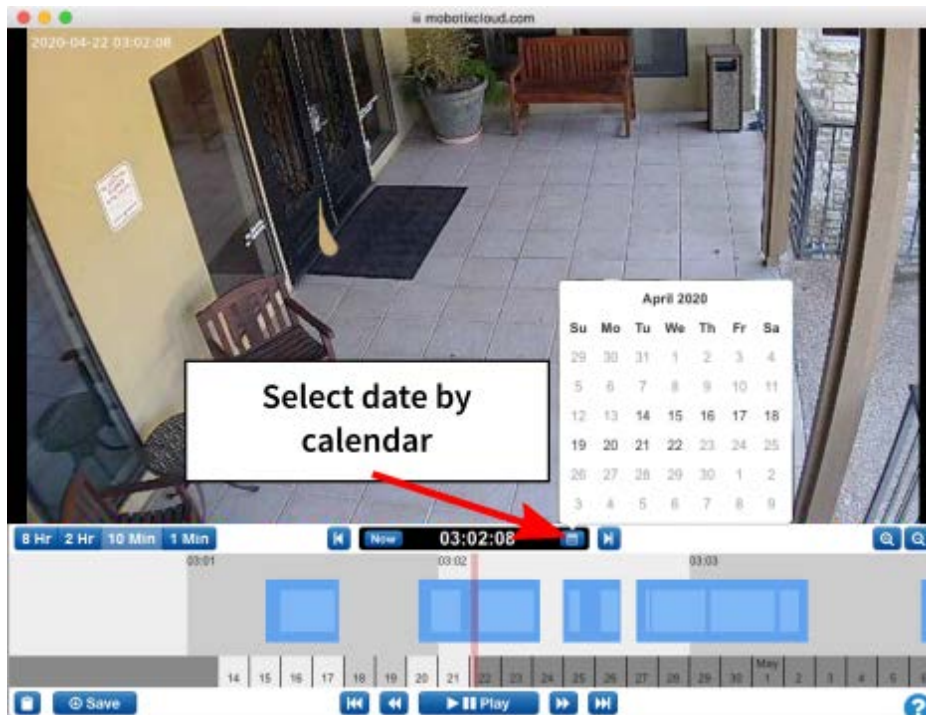 mobotixcloud.com
2020-04-22 03:02:08
April 2020
Su Mo Tu We Th Fr Sa
29 30 31 1 2 3 4
5 6 7 8 9 10 11
12 13 14 15 16 17 18
19 20 21 22 23 24 25
26 27 28 29 30 1 2
3 4 5 6 7 8 9
Select date by
calendar
8 Hr 2 Hr 10 Min 1 Min
Now 03:02:08
03:01 03:02 03:03
May
14 15 16 17 18 19 20 21 22 23 24 25 26 27 28 29 30 1 2 3 4 5 6
Save
Play
?